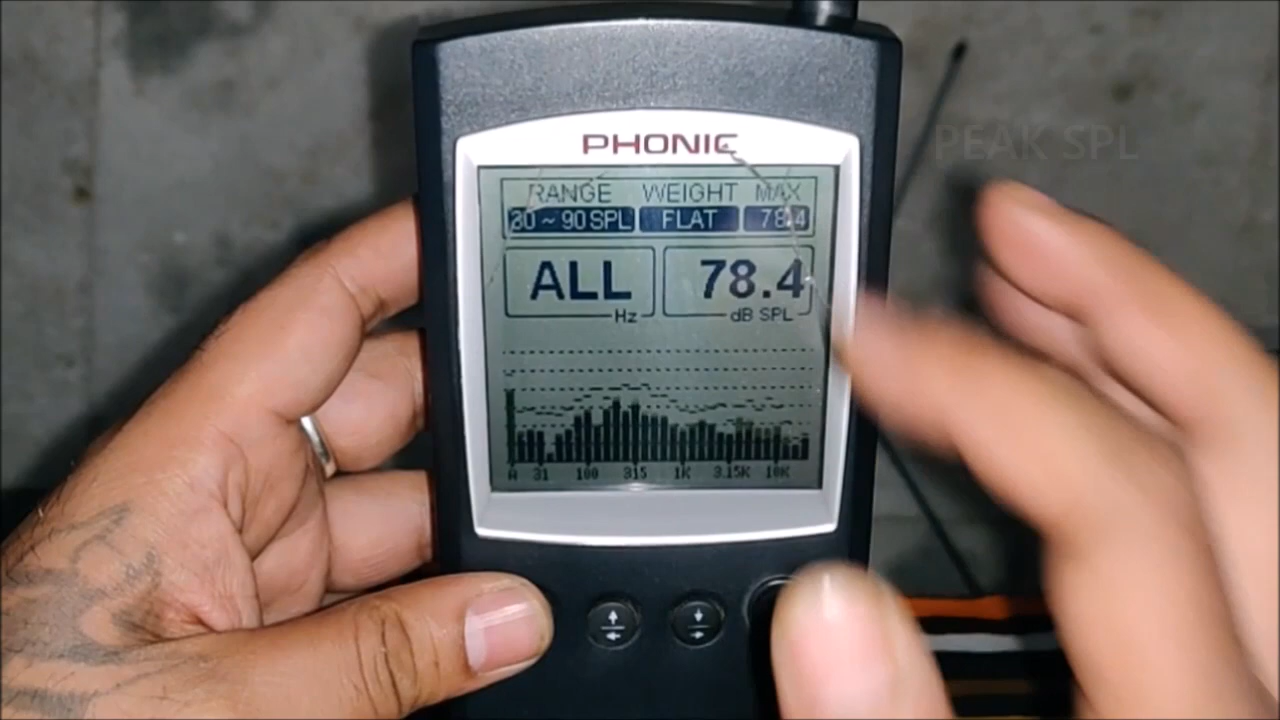 PHONIC
PEAK SPL
RANGE WEIGHT MAX
30 ~ 90 SPL FLAT 78.4
ALL 78.4
Hz dB SPL
A 31 100 315 1K 3.15K 10K